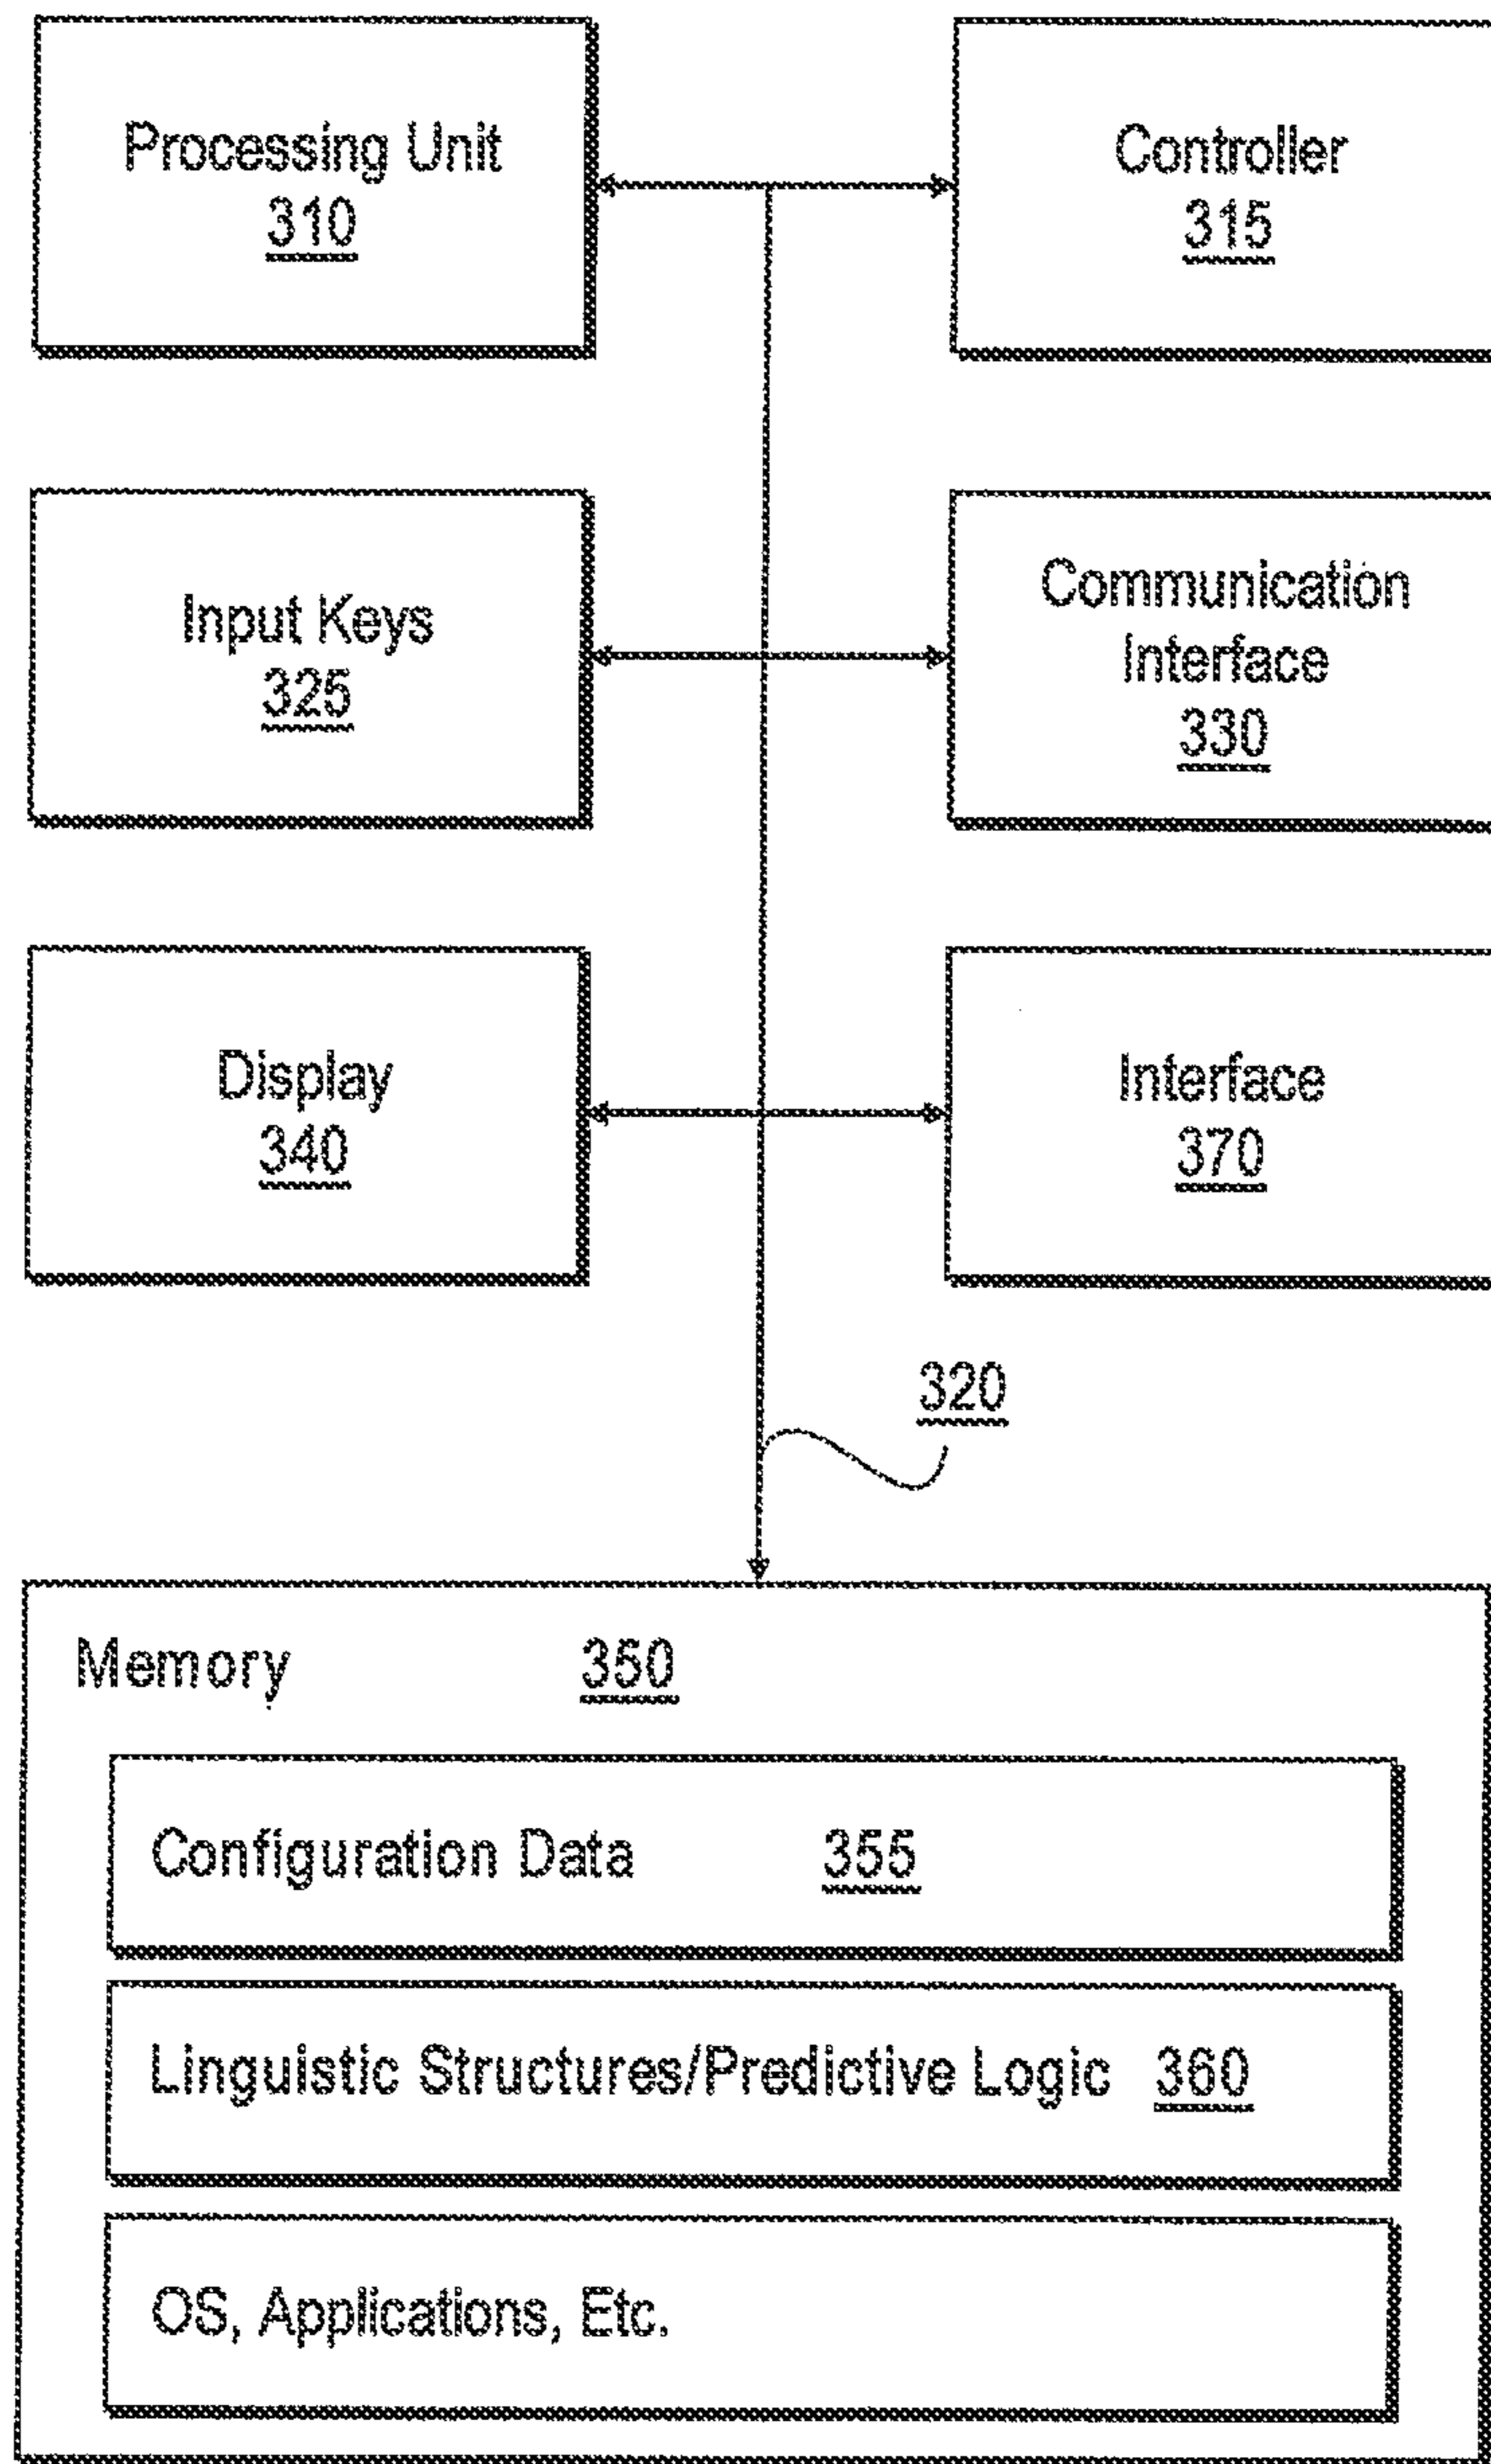 Processing Unit
310
Controller
315
Input Keys
325
Communication
Interface
330
Display
340
Interface
370
320
Memory 350
Configuration Data 355
Linguistic Structures/Predictive Logic 360
OS, Applications, Etc.